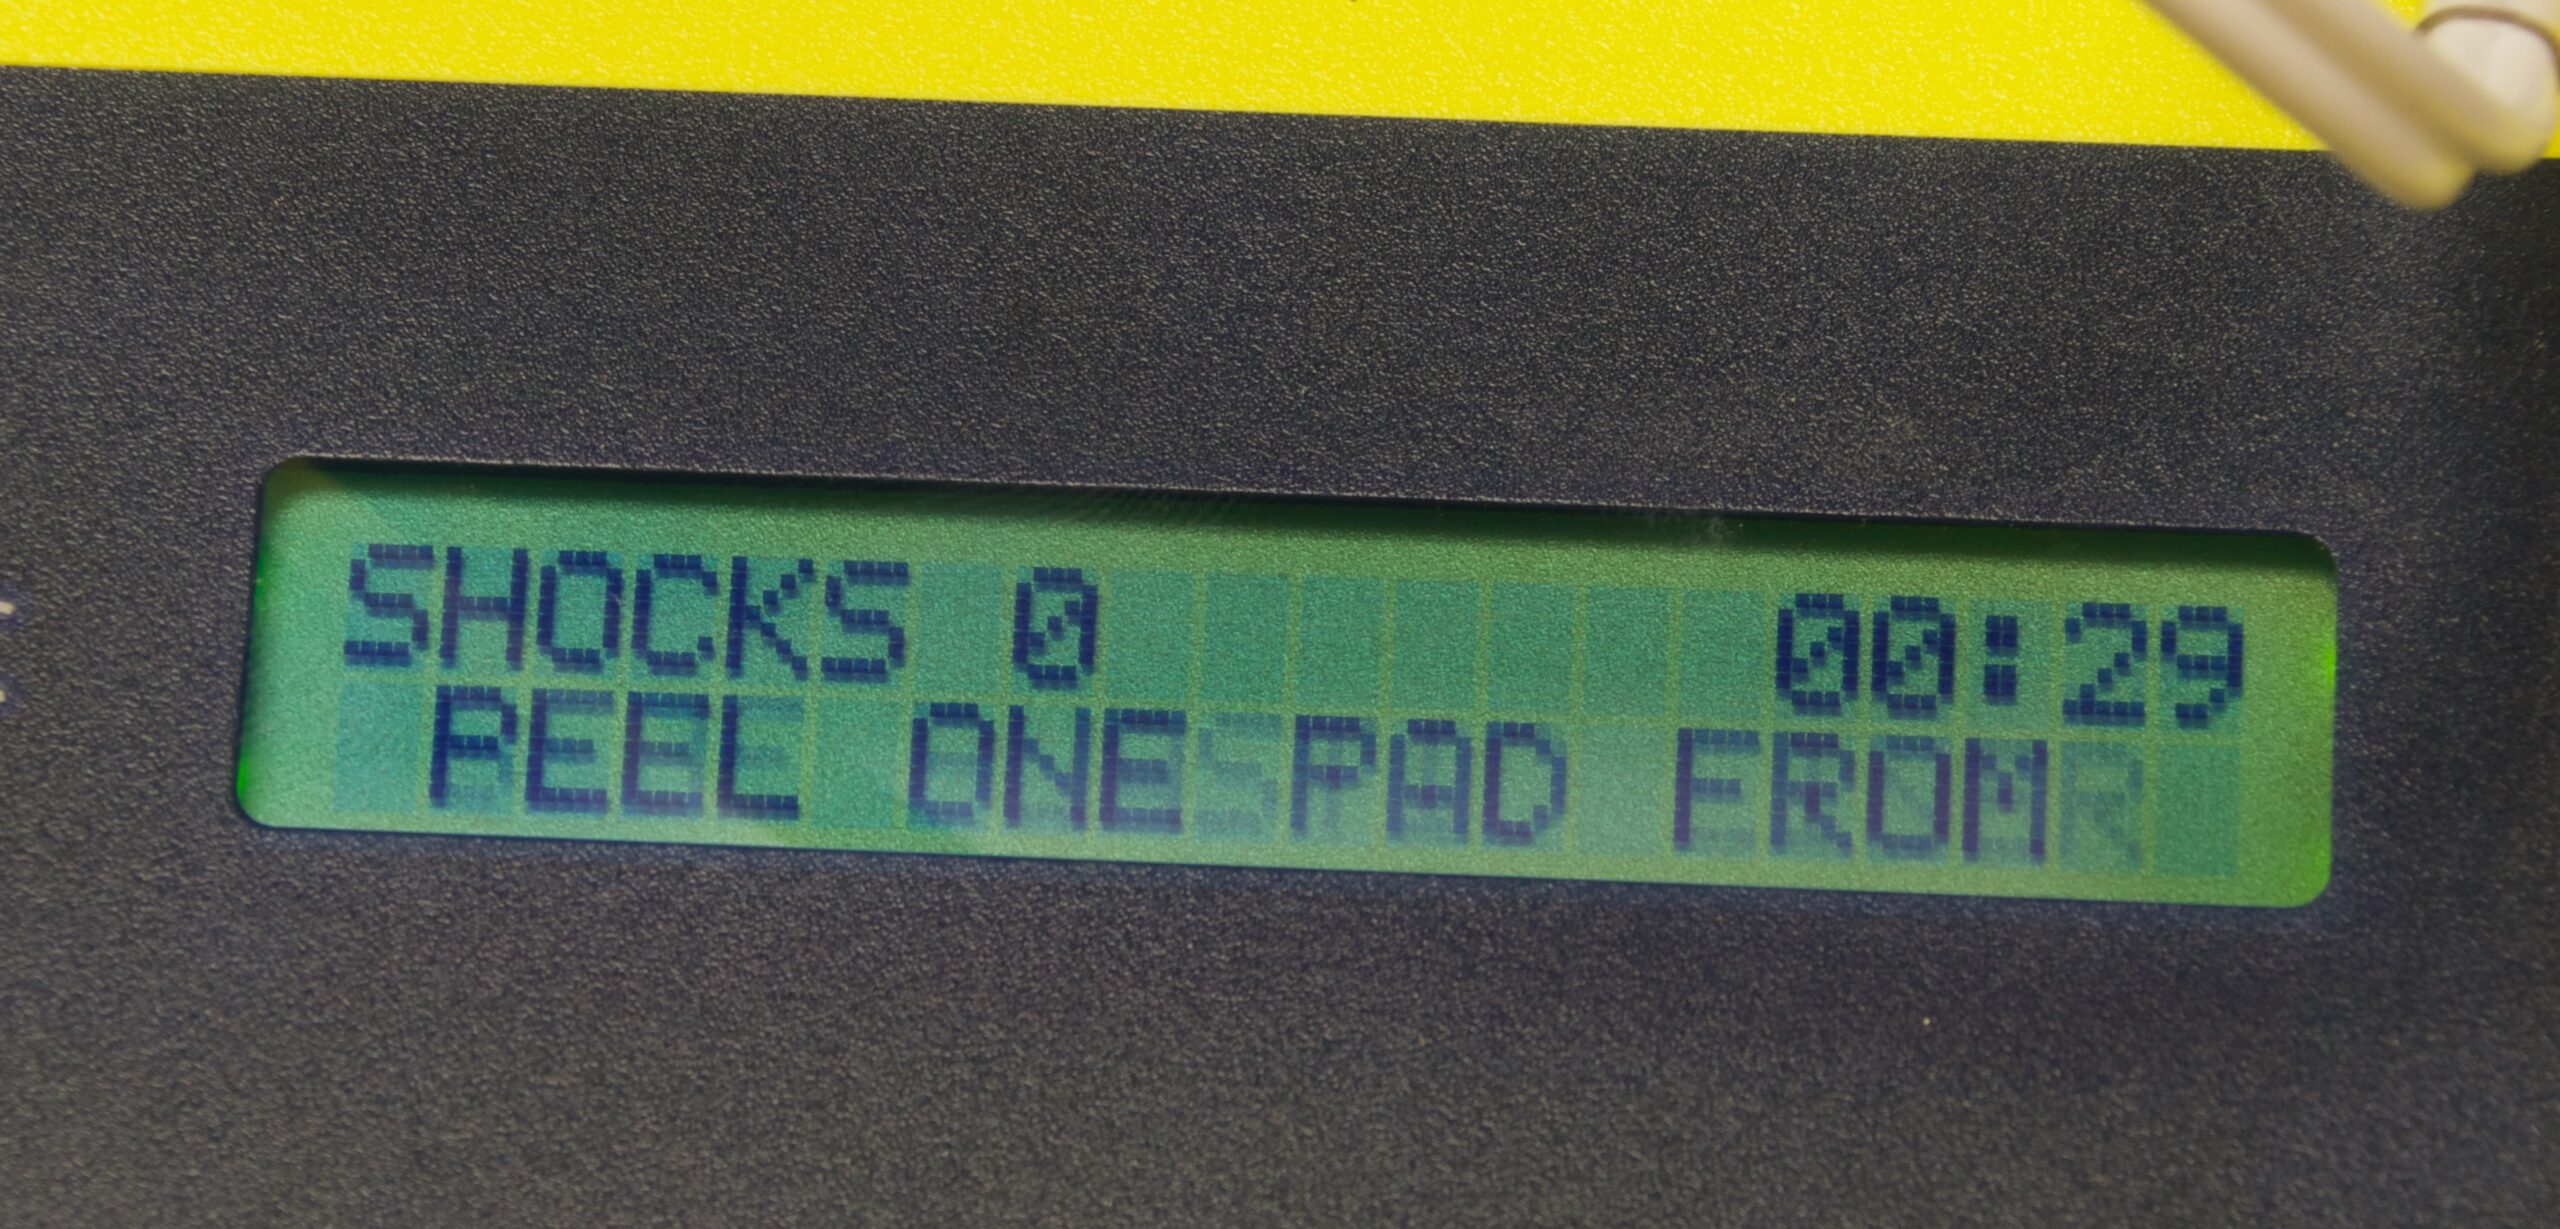 SHOCKS 0 00:29
PEEL ONE PAD FROM